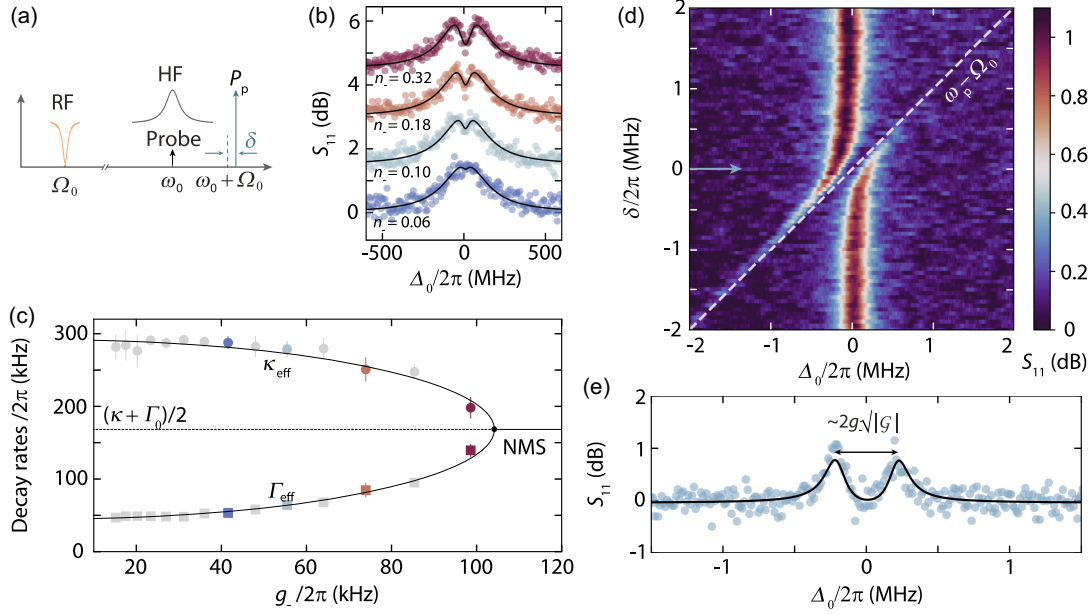 (a)
RF
HF
P_p
Probe
δ
Ω_0
ω_0
ω_0 + Ω_0
(b)
S_11 (dB)
6
4
2
0
n_- = 0.32
n_- = 0.18
n_- = 0.10
n_- = 0.06
-500
0
500
Δ_0/2π (MHz)
(c)
Decay rates /2π (kHz)
300
200
100
0
κ_eff
(κ + Γ_0)/2
NMS
Γ_eff
20
40
60
80
100
120
g_-/2π (kHz)
(d)
δ/2π (MHz)
2
1
0
-1
-2
ω_p - Ω_0
-2
-1
0
1
2
Δ_0/2π (MHz)
1
0.8
0.6
0.4
0.2
0
S_11 (dB)
(e)
S_11 (dB)
2
1
0
-1
~2g√|𝒢|
-1
0
1
Δ_0/2π (MHz)